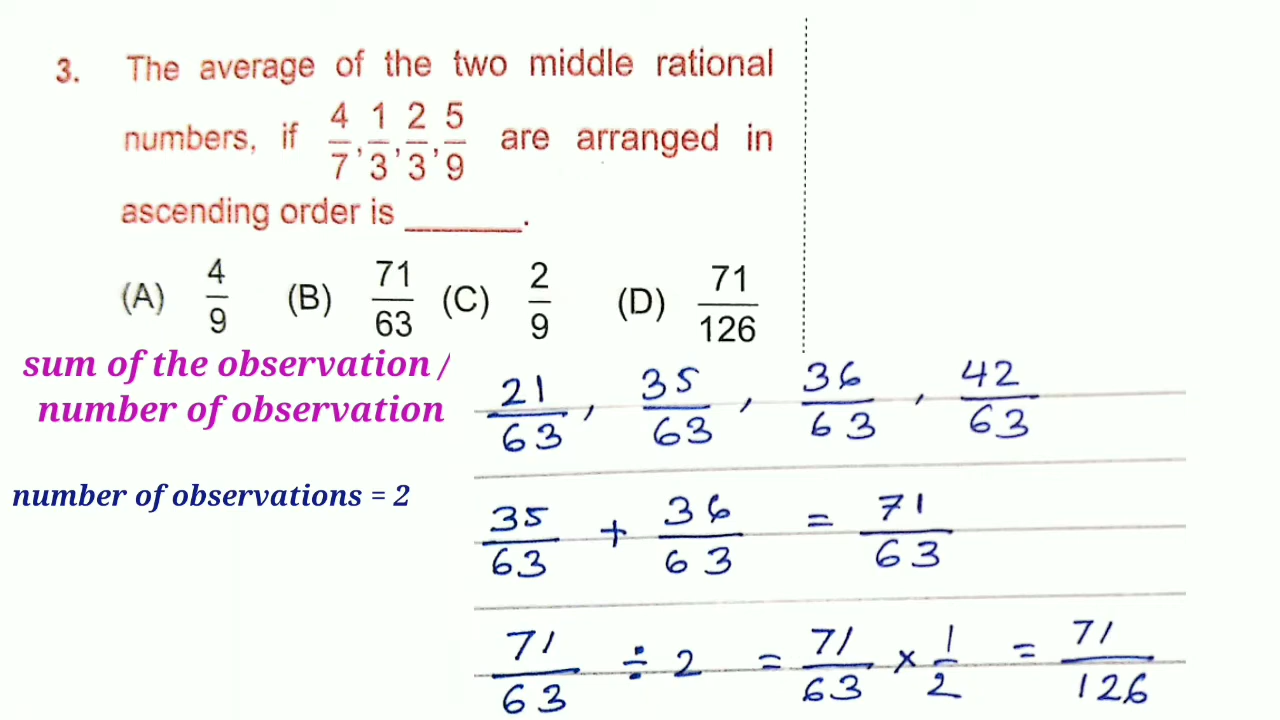 3. The average of the two middle rational
numbers, if 4/7, 1/3, 2/3, 5/9 are arranged in
ascending order is ______.
(A) 4/9 (B) 71/63 (C) 2/9 (D) 71/126
sum of the observation /
number of observation
number of observations = 2
21/63, 35/63, 36/63, 42/63
35/63 + 36/63 = 71/63
71/63 ÷ 2 = 71/63 × 1/2 = 71/126